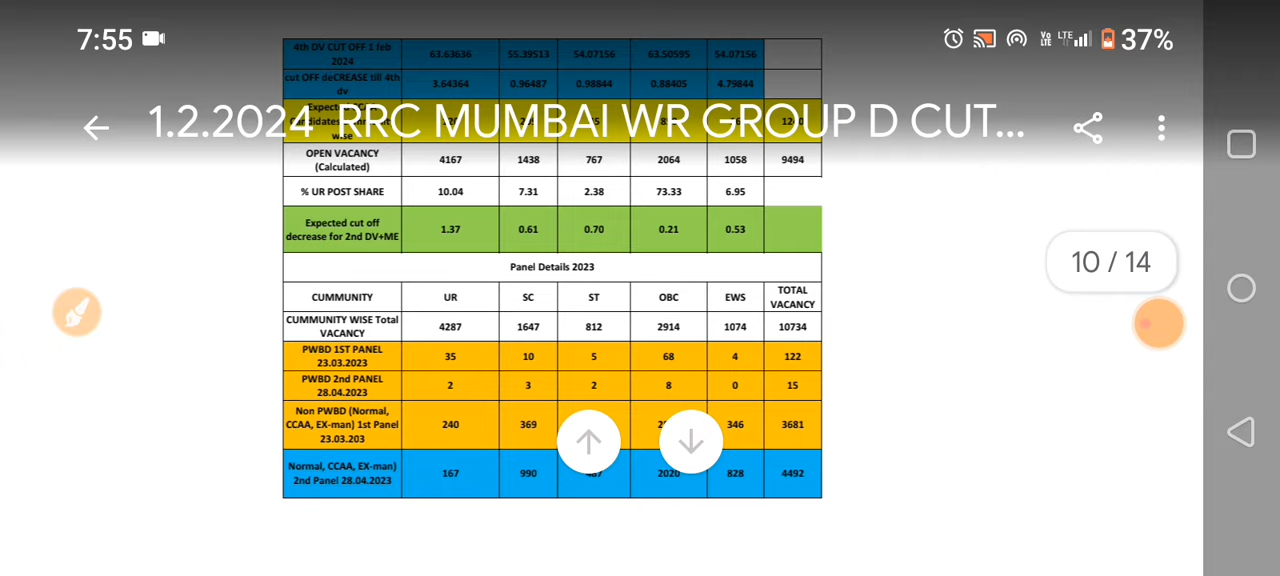 7:55
37%
1.2.2024 RRC MUMBAI WR GROUP D CUT...
4th DV CUT OFF 1 feb 2024 63.63636 55.39513 54.07156 63.50595 54.07156
cut OFF deCREASE till 4th dv 3.64364 0.96487 0.98844 0.88405 4.79844
OPEN VACANCY (Calculated) 4167 1438 767 2064 1058 9494
% UR POST SHARE 10.04 7.31 2.38 73.33 6.95
Expected cut off decrease for 2nd DV+ME 1.37 0.61 0.70 0.21 0.53
Panel Details 2023
CUMMUNITY UR SC ST OBC EWS TOTAL VACANCY
CUMMUNITY WISE Total VACANCY 4287 1647 812 2914 1074 10734
PWBD 1ST PANEL 23.03.2023 35 10 5 68 4 122
PWBD 2nd PANEL 28.04.2023 2 3 2 8 0 15
Non PWBD (Normal, CCAA, EX-man) 1st Panel 23.03.203 240 369 346 3681
Normal, CCAA, EX-man) 2nd Panel 28.04.2023 167 990 2020 828 4492
10 / 14